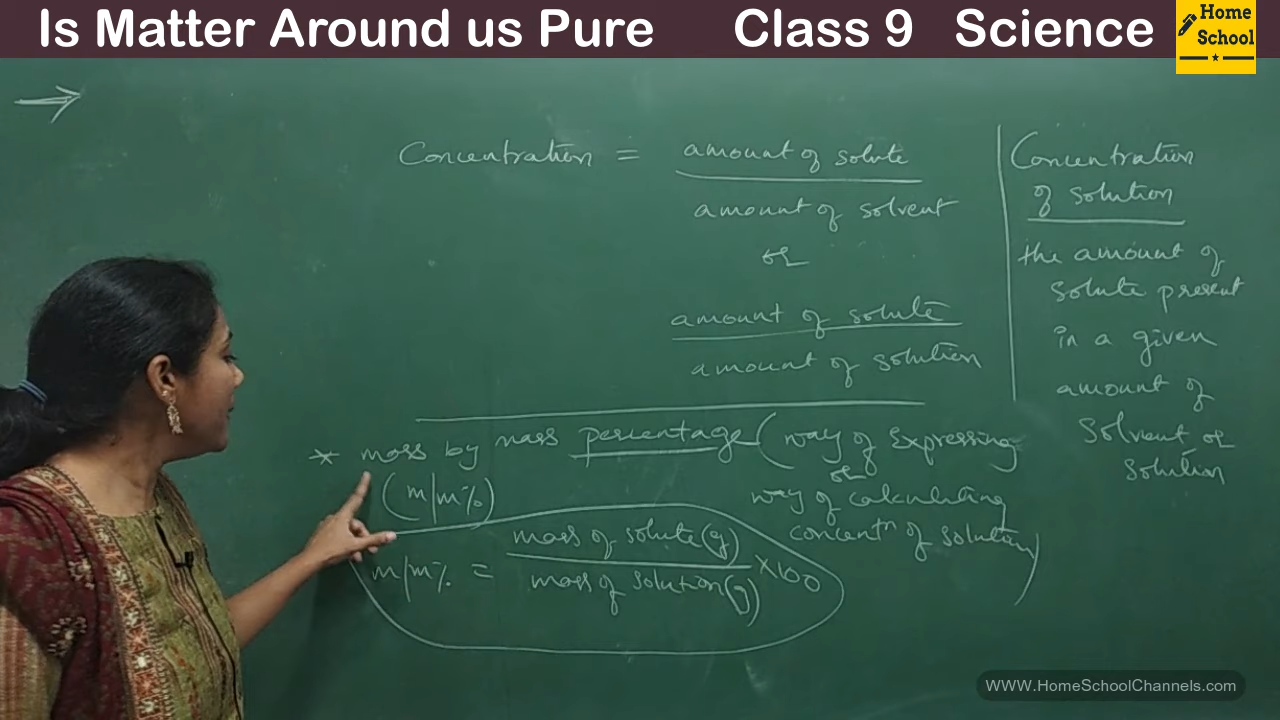 Is Matter Around us Pure Class 9 Science
Home
School
Concentration = amount of solute
amount of solvent
or
amount of solute
amount of solution
Concentration
of solution
the amount of
solute present
in a given
amount of
solvent or
solution
* mass by mass percentage (way of Expressing
or
way of calculating
concentn of solution)
(m/m%)
m/m% = mass of solute(g)
mass of solution(g) ×100
WWW.HomeSchoolChannels.com